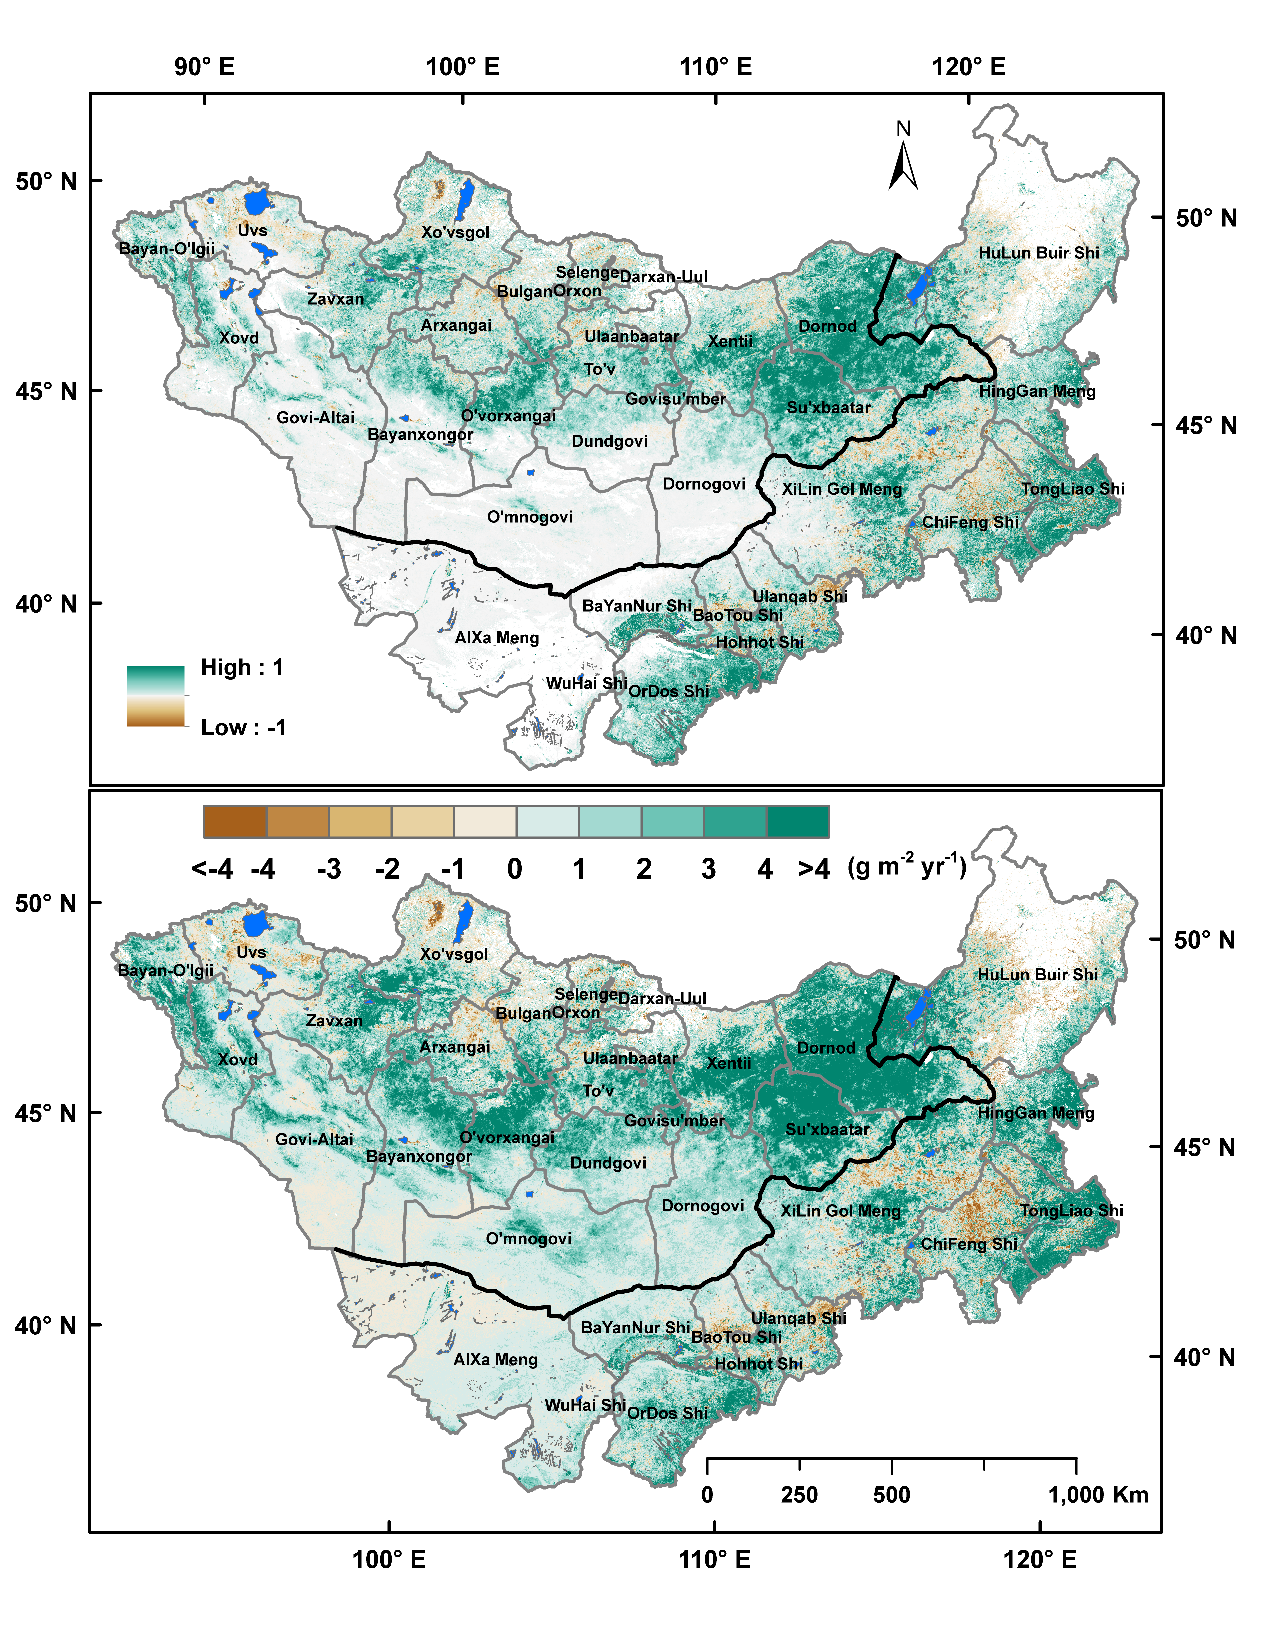 90° E 100° E 110° E 120° E
N
50° N
50° N
Uvs
Bayan-O'lgii
Xo'vsgol
HuLun Buir Shi
Selenge Darxan-Uul
Bulgan Orxon
Zavxan
Arxangai
Dornod
Xovd
Ulaanbaatar
Xentii
To'v
45° N
HingGan Meng
Govisu'mber
Su'xbaatar
Govi-Altai
O'vorxangai
45° N
Bayanxongor
Dundgovi
Dornogovi
XiLin Gol Meng
TongLiao Shi
O'mnogovi
ChiFeng Shi
40° N
Ulanqab Shi
BaYanNur Shi
BaoTou Shi
AlXa Meng
Hohhot Shi
40° N
High : 1
WuHai Shi
OrDos Shi
Low : -1
<-4 -4 -3 -2 -1 0 1 2 3 4 >4 (g m-2 yr-1)
50° N
50° N
Uvs
Xo'vsgol
Bayan-O'lgii
HuLun Buir Shi
Selenge Darxan-Uul
Bulgan Orxon
Zavxan
Arxangai
Dornod
Xovd
Ulaanbaatar
Xentii
To'v
45° N
HingGan Meng
Govisu'mber
Su'xbaatar
Govi-Altai
O'vorxangai
45° N
Bayanxongor
Dundgovi
Dornogovi
XiLin Gol Meng
TongLiao Shi
O'mnogovi
ChiFeng Shi
40° N
Ulanqab Shi
BaYanNur Shi
BaoTou Shi
AlXa Meng
Hohhot Shi
40° N
WuHai Shi
OrDos Shi
0 250 500 1,000 Km
100° E 110° E 120° E